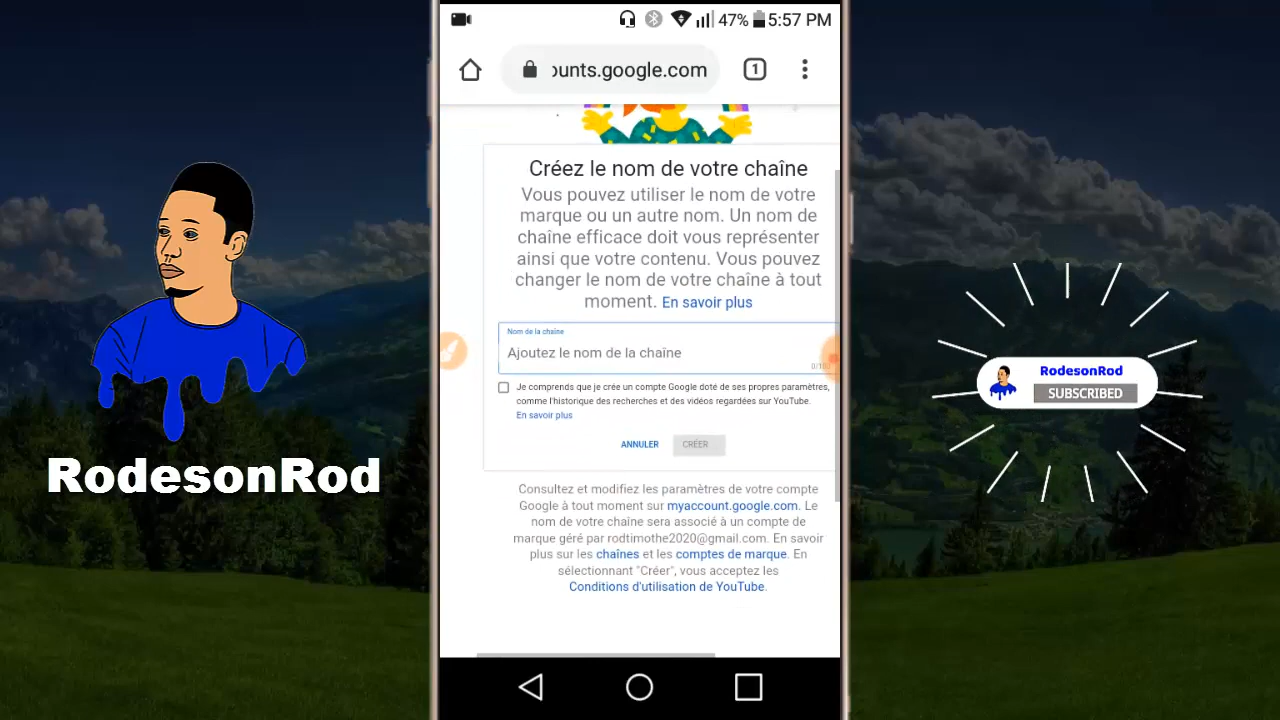 47% 5:57 PM
ounts.google.com
1
Créez le nom de votre chaîne
Vous pouvez utiliser le nom de votre
marque ou un autre nom. Un nom de
chaîne efficace doit vous représenter
ainsi que votre contenu. Vous pouvez
changer le nom de votre chaîne à tout
moment. En savoir plus
Nom de la chaîne
Ajoutez le nom de la chaîne
0/100
Je comprends que je crée un compte Google doté de ses propres paramètres,
comme l'historique des recherches et des vidéos regardées sur YouTube.
En savoir plus
ANNULER CRÉER
Consultez et modifiez les paramètres de votre compte
Google à tout moment sur myaccount.google.com. Le
nom de votre chaîne sera associé à un compte de
marque géré par rodtimothe2020@gmail.com. En savoir
plus sur les chaînes et les comptes de marque. En
sélectionnant "Créer", vous acceptez les
Conditions d'utilisation de YouTube.
RodesonRod
RodesonRod
SUBSCRIBED